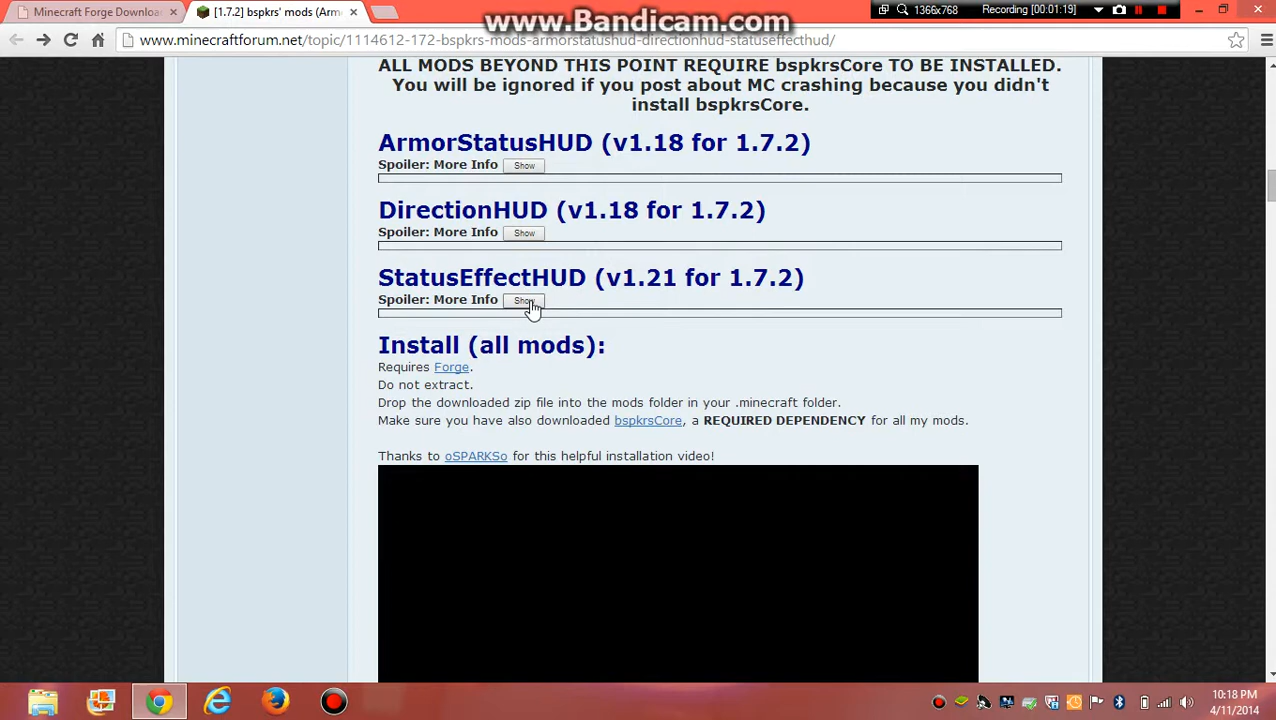 www.Bandicam.com
Minecraft Forge Downloa
[1.7.2] bspkrs' mods (Arm
1366x768
Recording [00:01:19]
www.minecraftforum.net/topic/1114612-172-bspkrs-mods-armorstatushud-directionhud-statuseffecthud/
ALL MODS BEYOND THIS POINT REQUIRE bspkrsCore TO BE INSTALLED.
You will be ignored if you post about MC crashing because you didn't
install bspkrsCore.
ArmorStatusHUD (v1.18 for 1.7.2)
Spoiler: More Info Show
DirectionHUD (v1.18 for 1.7.2)
Spoiler: More Info Show
StatusEffectHUD (v1.21 for 1.7.2)
Spoiler: More Info Show
Install (all mods):
Requires Forge.
Do not extract.
Drop the downloaded zip file into the mods folder in your .minecraft folder.
Make sure you have also downloaded bspkrsCore, a REQUIRED DEPENDENCY for all my mods.
Thanks to oSPARKSo for this helpful installation video!
10:18 PM
4/11/2014